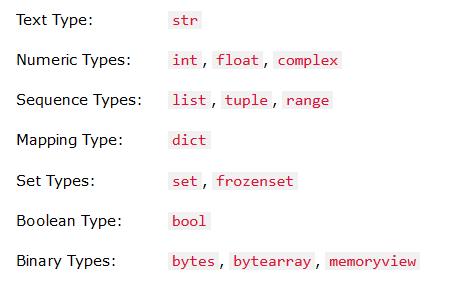 Text Type: str
Numeric Types: int, float, complex
Sequence Types: list, tuple, range
Mapping Type: dict
Set Types: set, frozenset
Boolean Type: bool
Binary Types: bytes, bytearray, memoryview